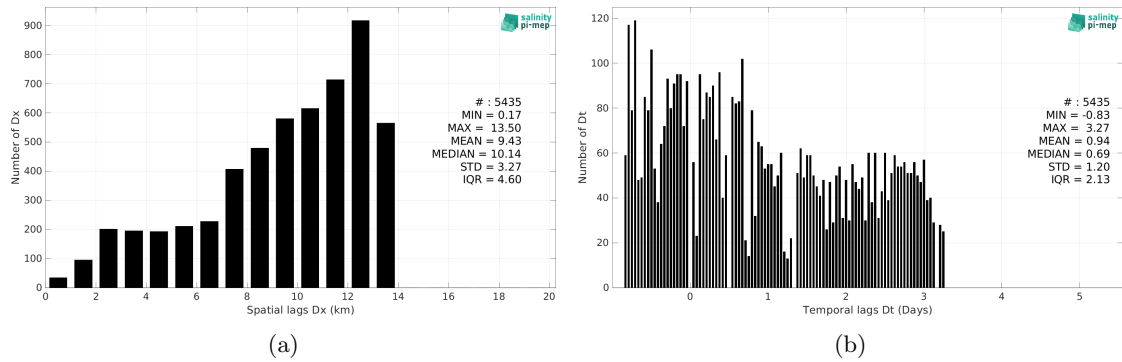 900
800
700
600
500
400
300
200
100
0
Number of Dx
0 2 4 6 8 10 12 14 16 18 20
Spatial lags Dx (km)
salinity
pi-mep
# : 5435
MIN = 0.17
MAX = 13.50
MEAN = 9.43
MEDIAN = 10.14
STD = 3.27
IQR = 4.60
(a)
120
100
80
60
40
20
0
Number of Dt
0 1 2 3 4 5
Temporal lags Dt (Days)
salinity
pi-mep
# : 5435
MIN = -0.83
MAX = 3.27
MEAN = 0.94
MEDIAN = 0.69
STD = 1.20
IQR = 2.13
(b)